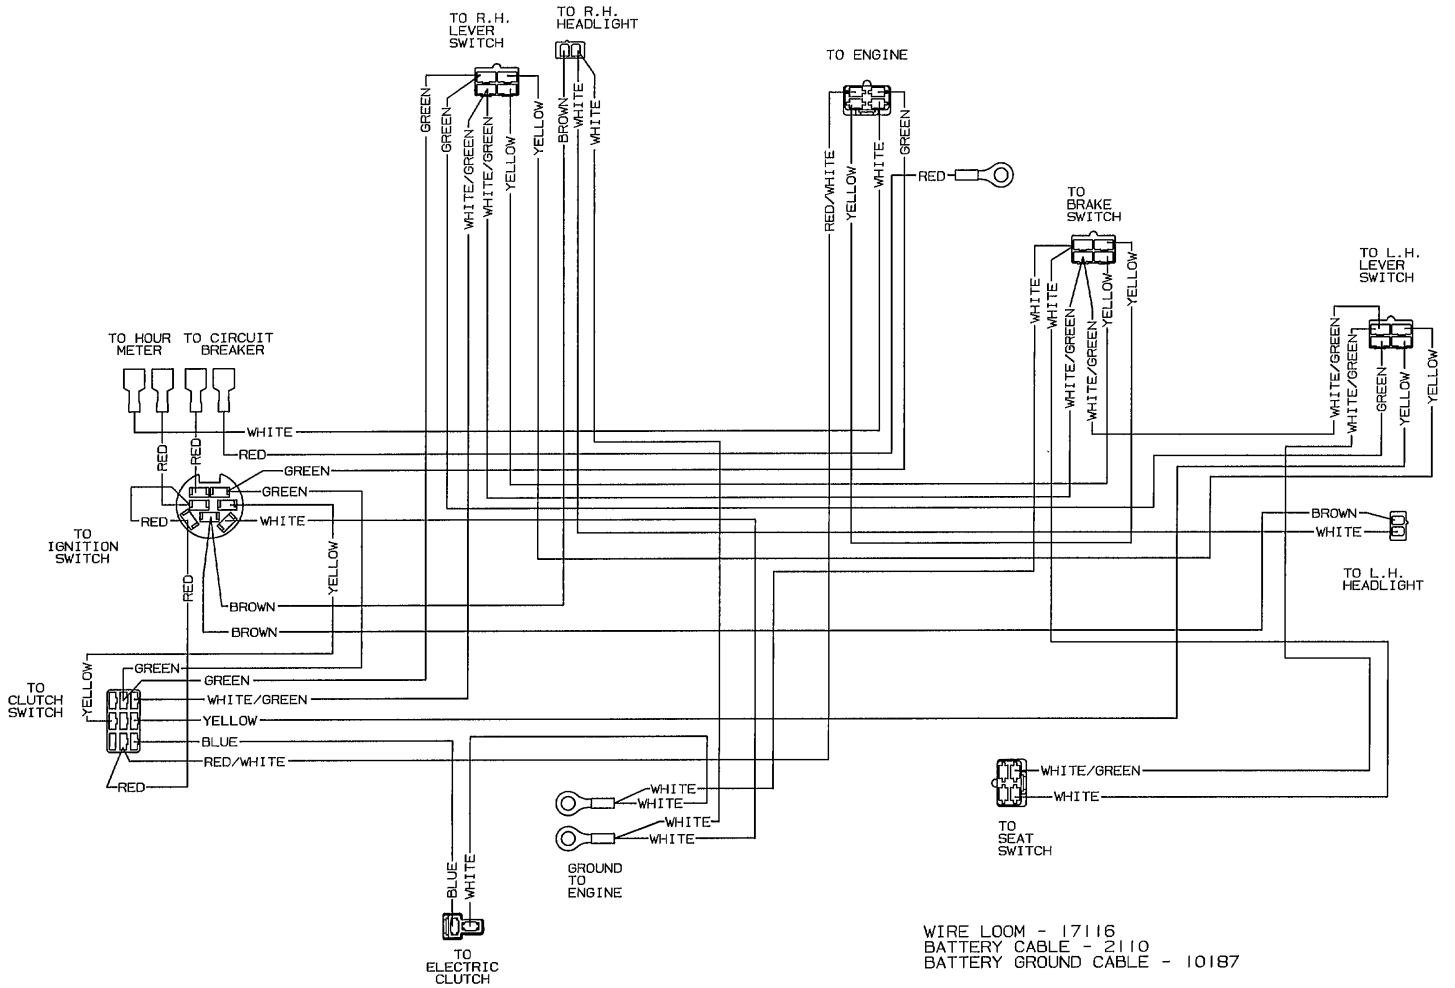 TO R.H.
LEVER
SWITCH
TO R.H.
HEADLIGHT
TO ENGINE
GREEN
GREEN
WHITE/GREEN
WHITE/GREEN
YELLOW
YELLOW
BROWN
WHITE
WHITE
RED/WHITE
YELLOW
WHITE
GREEN
RED
TO
BRAKE
SWITCH
WHITE
WHITE
WHITE/GREEN
WHITE/GREEN
YELLOW
YELLOW
TO L.H.
LEVER
SWITCH
WHITE/GREEN
WHITE/GREEN
GREEN
YELLOW
YELLOW
TO HOUR
METER
TO CIRCUIT
BREAKER
WHITE
RED
RED
RED
GREEN
GREEN
RED
WHITE
TO
IGNITION
SWITCH
BROWN
WHITE
TO L.H.
HEADLIGHT
YELLOW
RED
BROWN
BROWN
GREEN
GREEN
YELLOW
TO
CLUTCH
SWITCH
WHITE/GREEN
YELLOW
BLUE
RED/WHITE
RED
WHITE/GREEN
WHITE
TO
SEAT
SWITCH
WHITE
WHITE
WHITE
WHITE
GROUND
TO
ENGINE
BLUE
WHITE
TO
ELECTRIC
CLUTCH
WIRE LOOM - 17116
BATTERY CABLE - 2110
BATTERY GROUND CABLE - 10187